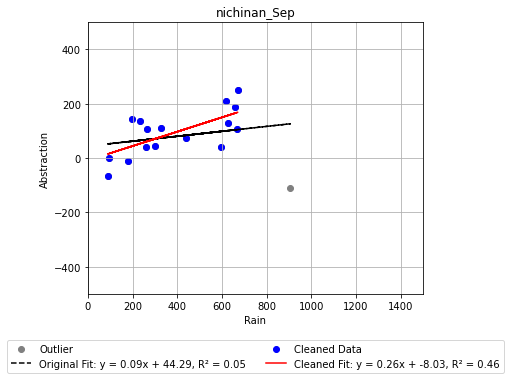 nichinan_Sep
400
200
0
−200
−400
Abstraction
0 200 400 600 800 1000 1200 1400
Rain
Outlier Cleaned Data
Original Fit: y = 0.09x + 44.29, R² = 0.05 Cleaned Fit: y = 0.26x + -8.03, R² = 0.46